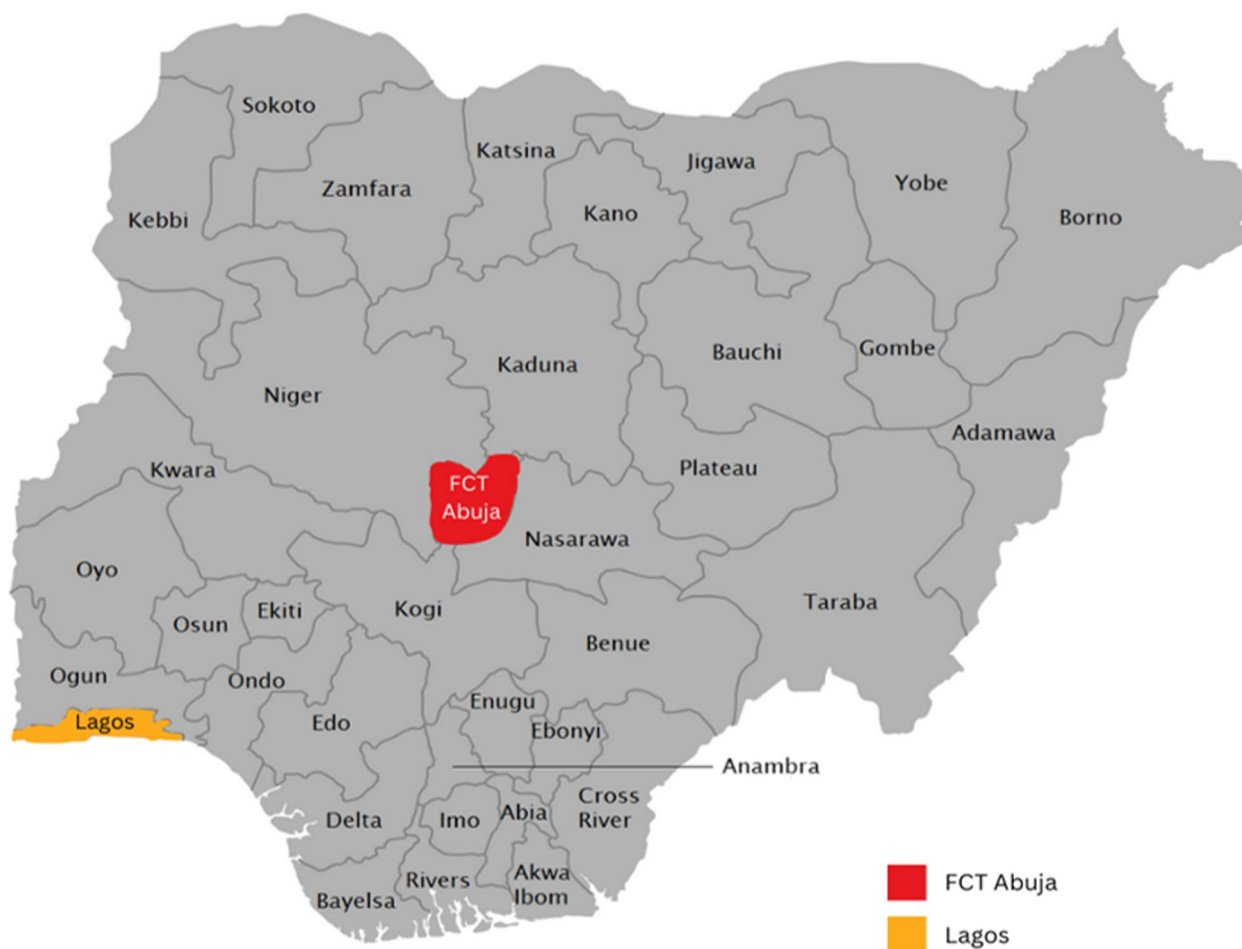 Sokoto
Katsina
Jigawa
Zamfara
Yobe
Kano
Borno
Kebbi
Bauchi
Gombe
Kaduna
Niger
Adamawa
Plateau
Kwara
FCT
Abuja
Nasarawa
Oyo
Taraba
Kogi
Ekiti
Osun
Benue
Ogun
Ondo
Enugu
Lagos
Edo
Ebonyi
Anambra
Cross
River
Delta
Imo
Abia
Rivers
Akwa
Ibom
Bayelsa
FCT Abuja
Lagos